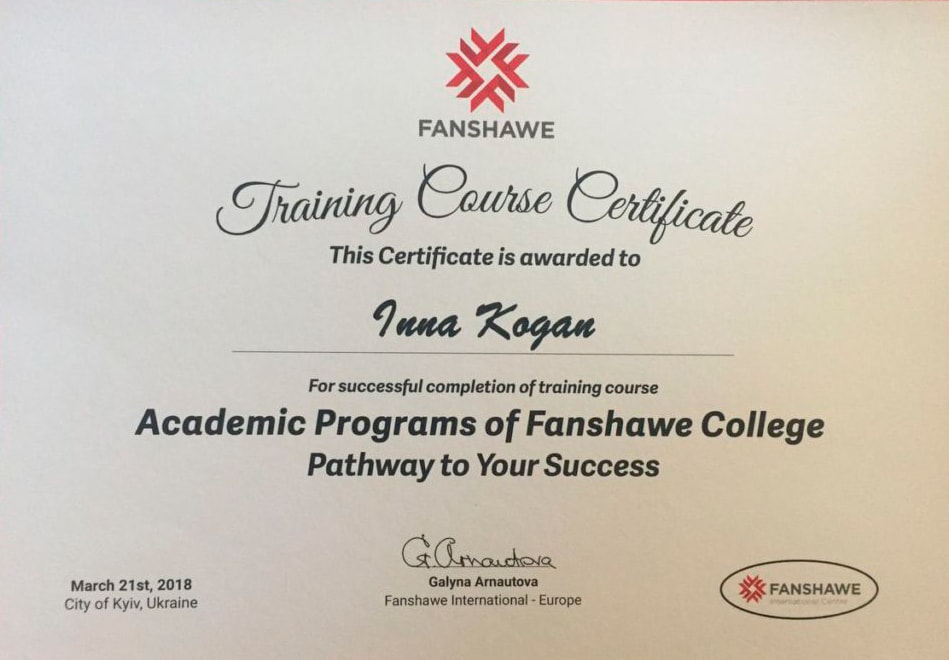 FANSHAWE
Training Course Certificate
This Certificate is awarded to
Inna Kogan
For successful completion of training course
Academic Programs of Fanshawe College
Pathway to Your Success
G. Arnautova
Galyna Arnautova
Fanshawe International - Europe
March 21st, 2018
City of Kyiv, Ukraine
FANSHAWE
International Centre